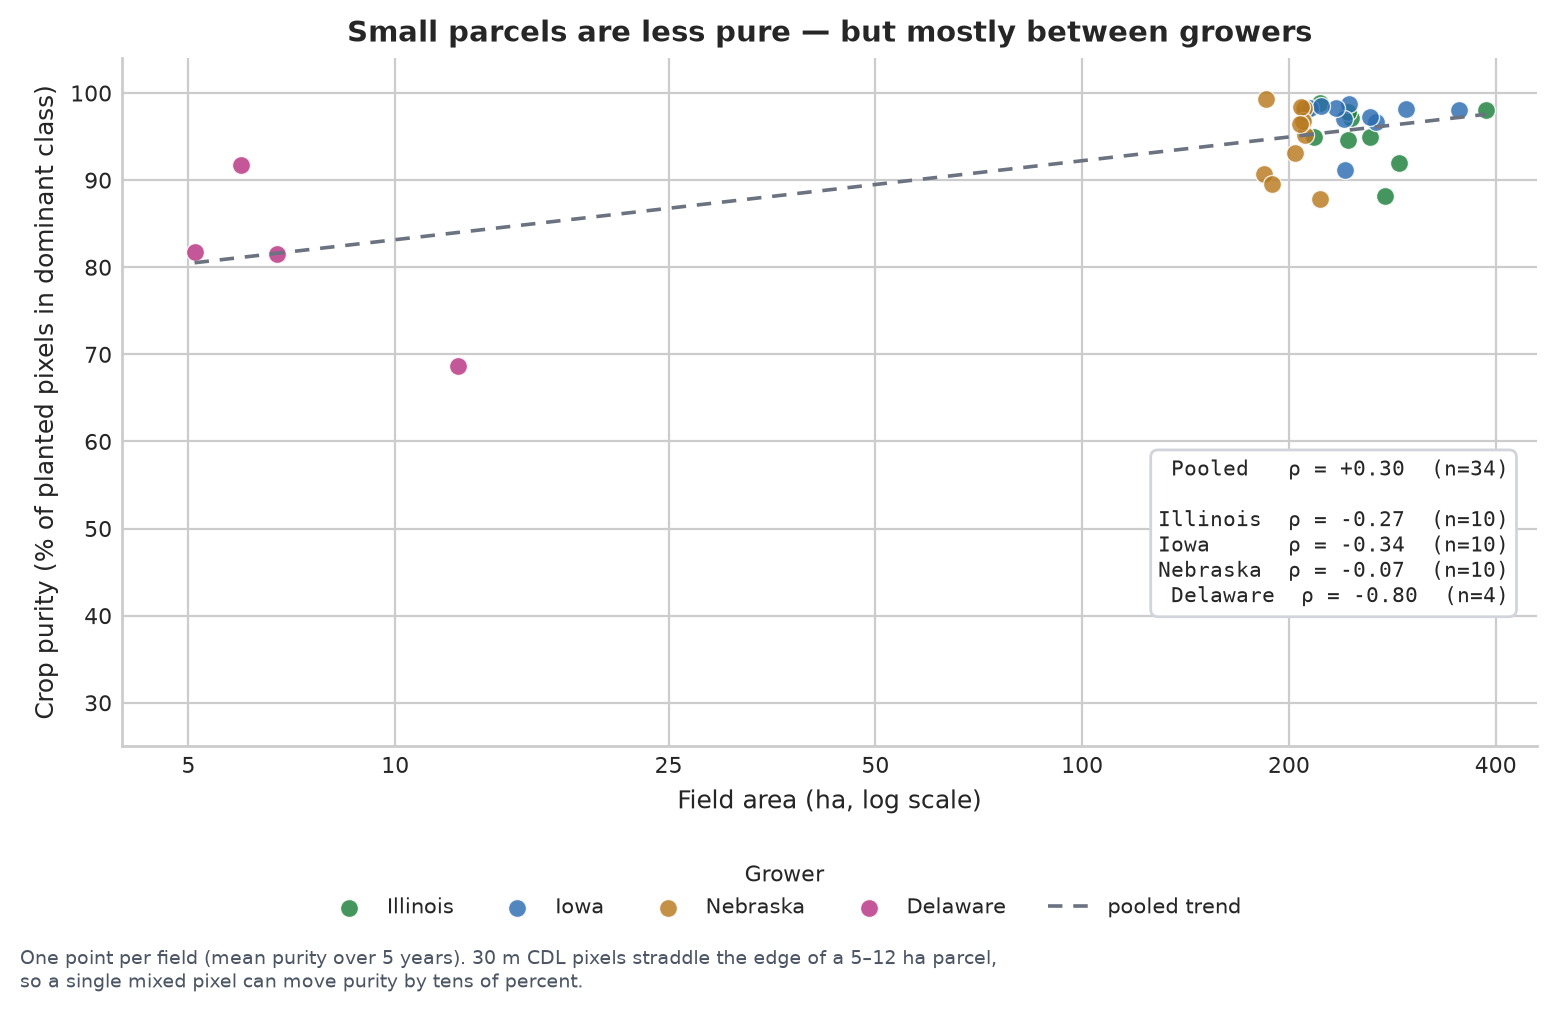 Small parcels are less pure — but mostly between growers
Crop purity (% of planted pixels in dominant class)
100
90
80
70
60
50
40
30
Pooled ρ = +0.30 (n=34)
Illinois ρ = -0.27 (n=10)
Iowa ρ = -0.34 (n=10)
Nebraska ρ = -0.07 (n=10)
Delaware ρ = -0.80 (n=4)
5 10 25 50 100 200 400
Field area (ha, log scale)
Grower
Illinois Iowa Nebraska Delaware pooled trend
One point per field (mean purity over 5 years). 30 m CDL pixels straddle the edge of a 5–12 ha parcel,
so a single mixed pixel can move purity by tens of percent.